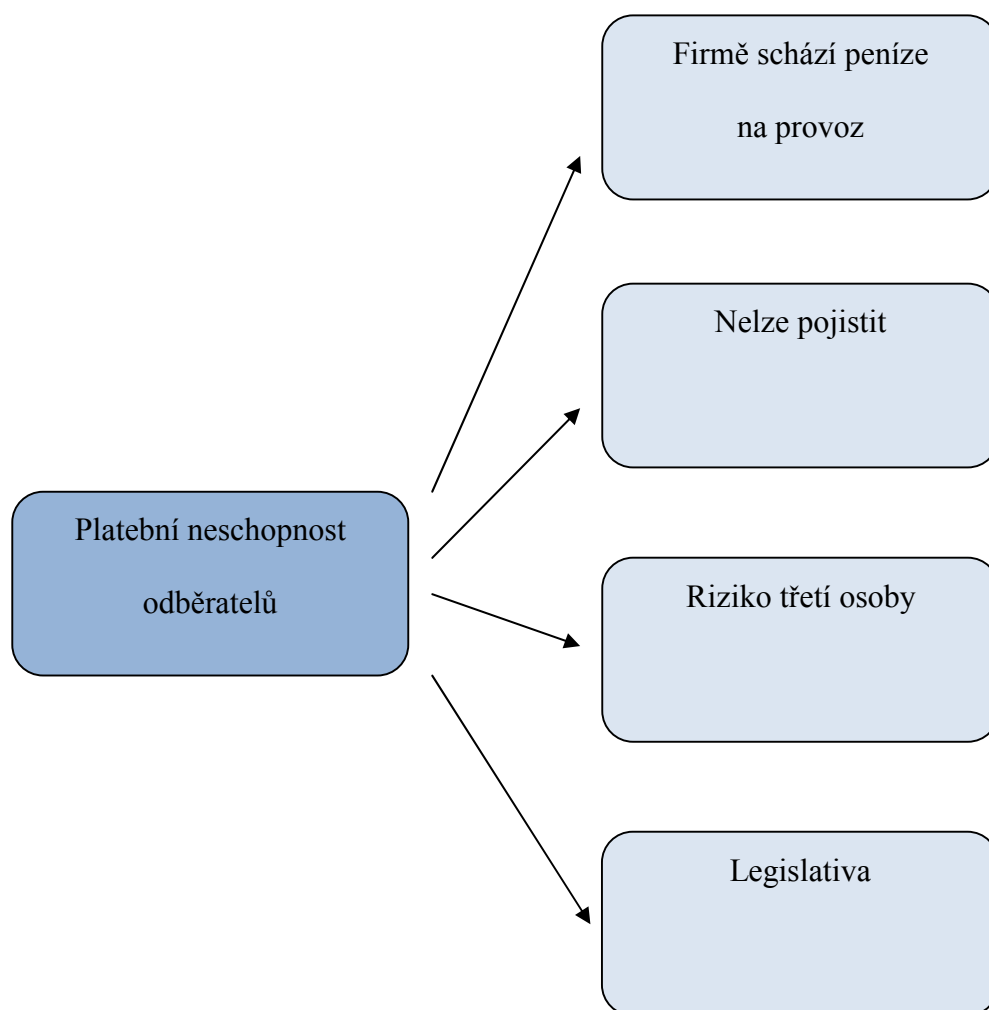 Firmě schází peníze
na provoz
Nelze pojistit
Platební neschopnost
odběratelů
Riziko třetí osoby
Legislativa